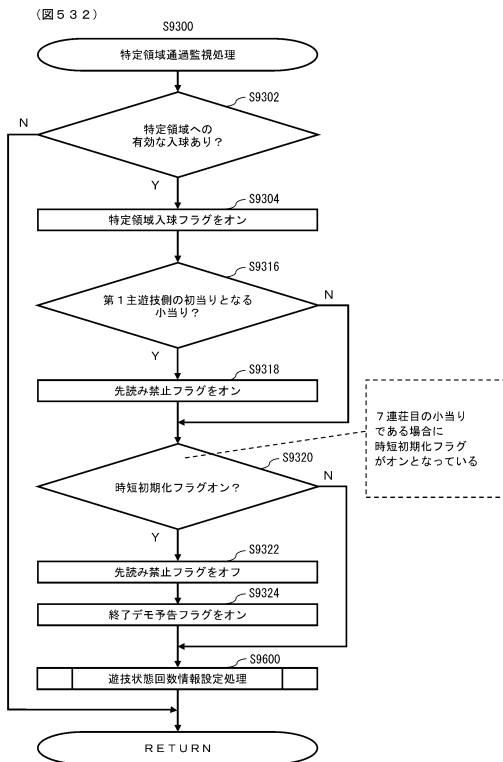 （図５３２）
S9300
特定領域通過監視処理
S9302
特定領域への
有効な入球あり？
N
Y
S9304
特定領域入球フラグをオン
S9316
第１主遊技側の初当りとなる
小当り？
N
Y
S9318
先読み禁止フラグをオン
７連荘目の小当り
である場合に
時短初期化フラグ
がオンとなっている
S9320
時短初期化フラグオン？
N
Y
S9322
先読み禁止フラグをオフ
S9324
終了デモ予告フラグをオン
S9600
遊技状態回数情報設定処理
ＲＥＴＵＲＮ